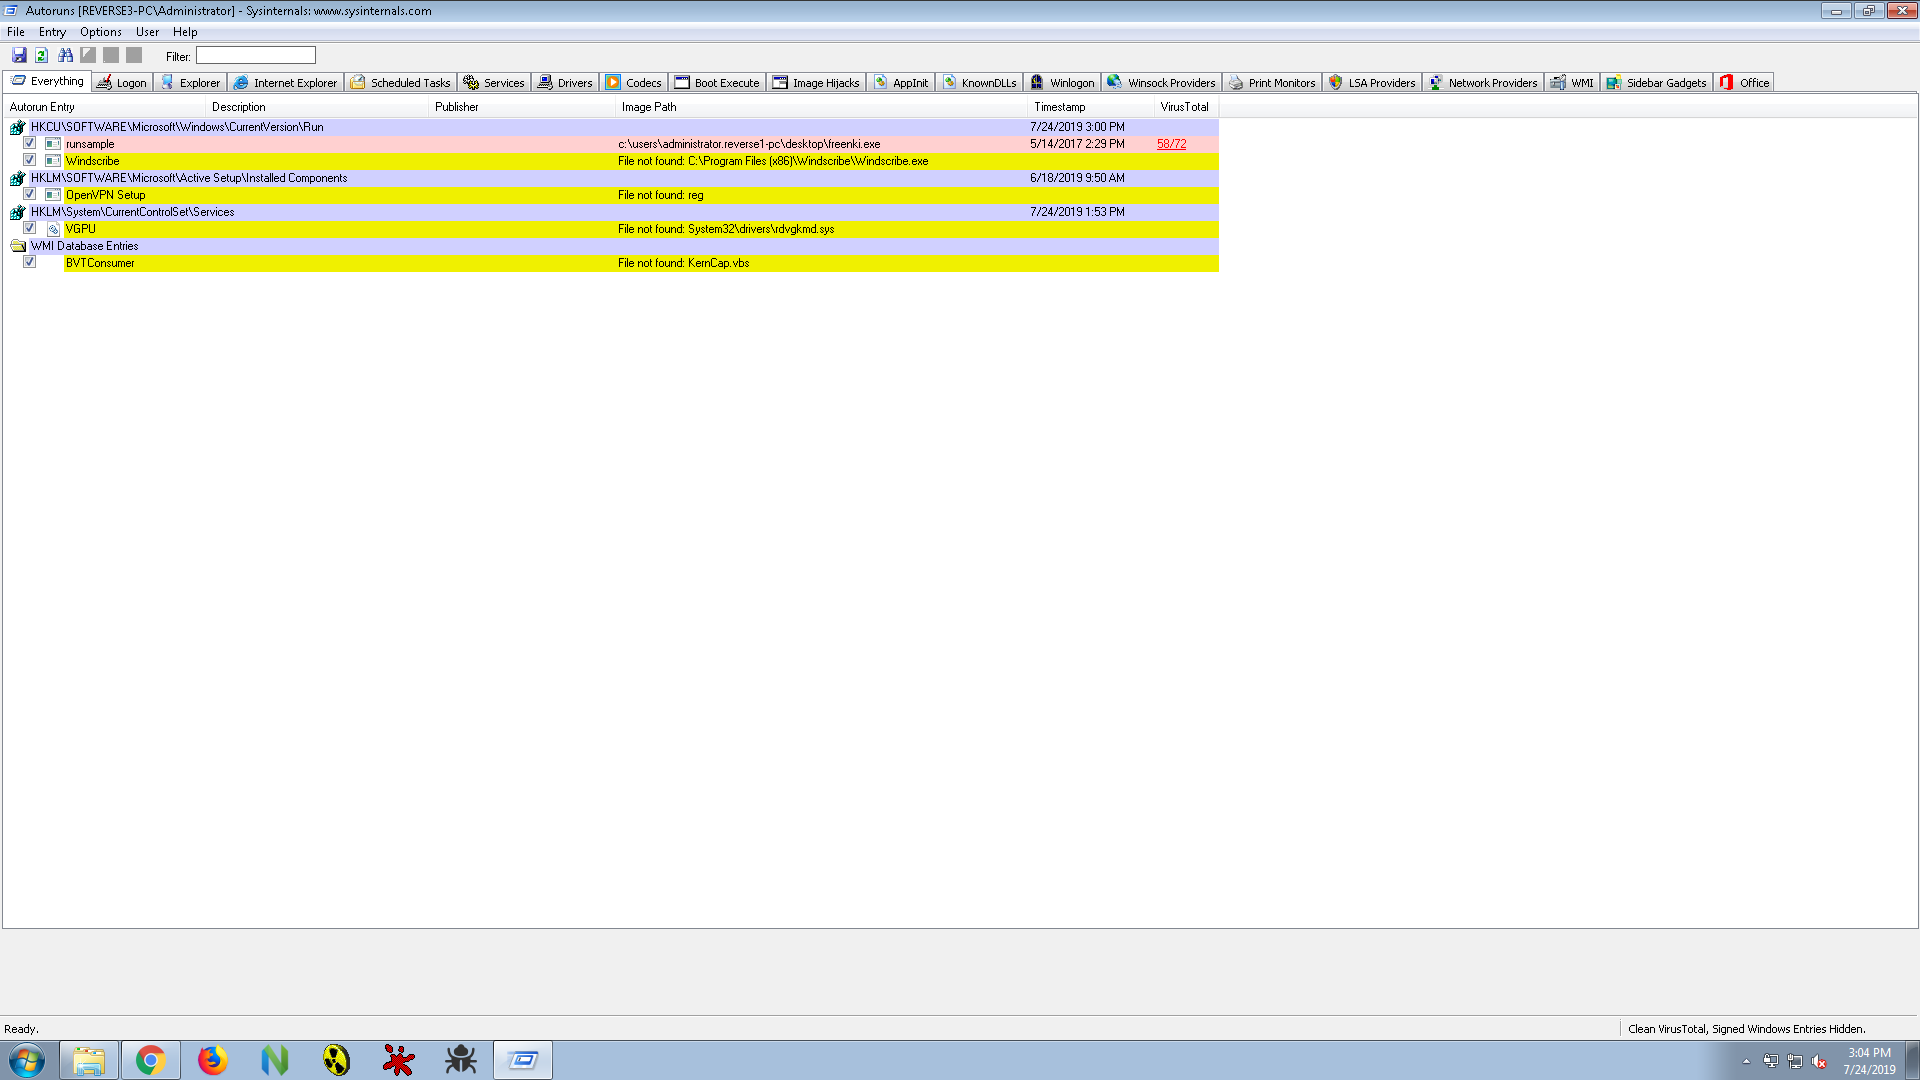 Autoruns [REVERSE3-PC\Administrator] - Sysinternals: www.sysinternals.com
File Entry Options User Help
Filter:
Everything Logon Explorer Internet Explorer Scheduled Tasks Services Drivers Codecs Boot Execute Image Hijacks AppInit KnownDLLs Winlogon Winsock Providers Print Monitors LSA Providers Network Providers WMI Sidebar Gadgets Office
Autorun Entry Description Publisher Image Path Timestamp VirusTotal
HKCU\SOFTWARE\Microsoft\Windows\CurrentVersion\Run 7/24/2019 3:00 PM
runsample c:\users\administrator.reverse1-pc\desktop\freenki.exe 5/14/2017 2:29 PM 58/72
Windscribe File not found: C:\Program Files (x86)\Windscribe\Windscribe.exe
HKLM\SOFTWARE\Microsoft\Active Setup\Installed Components 6/18/2019 9:50 AM
OpenVPN Setup File not found: reg
HKLM\System\CurrentControlSet\Services 7/24/2019 1:53 PM
VGPU File not found: System32\drivers\rdvgkmd.sys
WMI Database Entries
BVTConsumer File not found: KernCap.vbs
Ready. Clean VirusTotal, Signed Windows Entries Hidden.
3:04 PM
7/24/2019